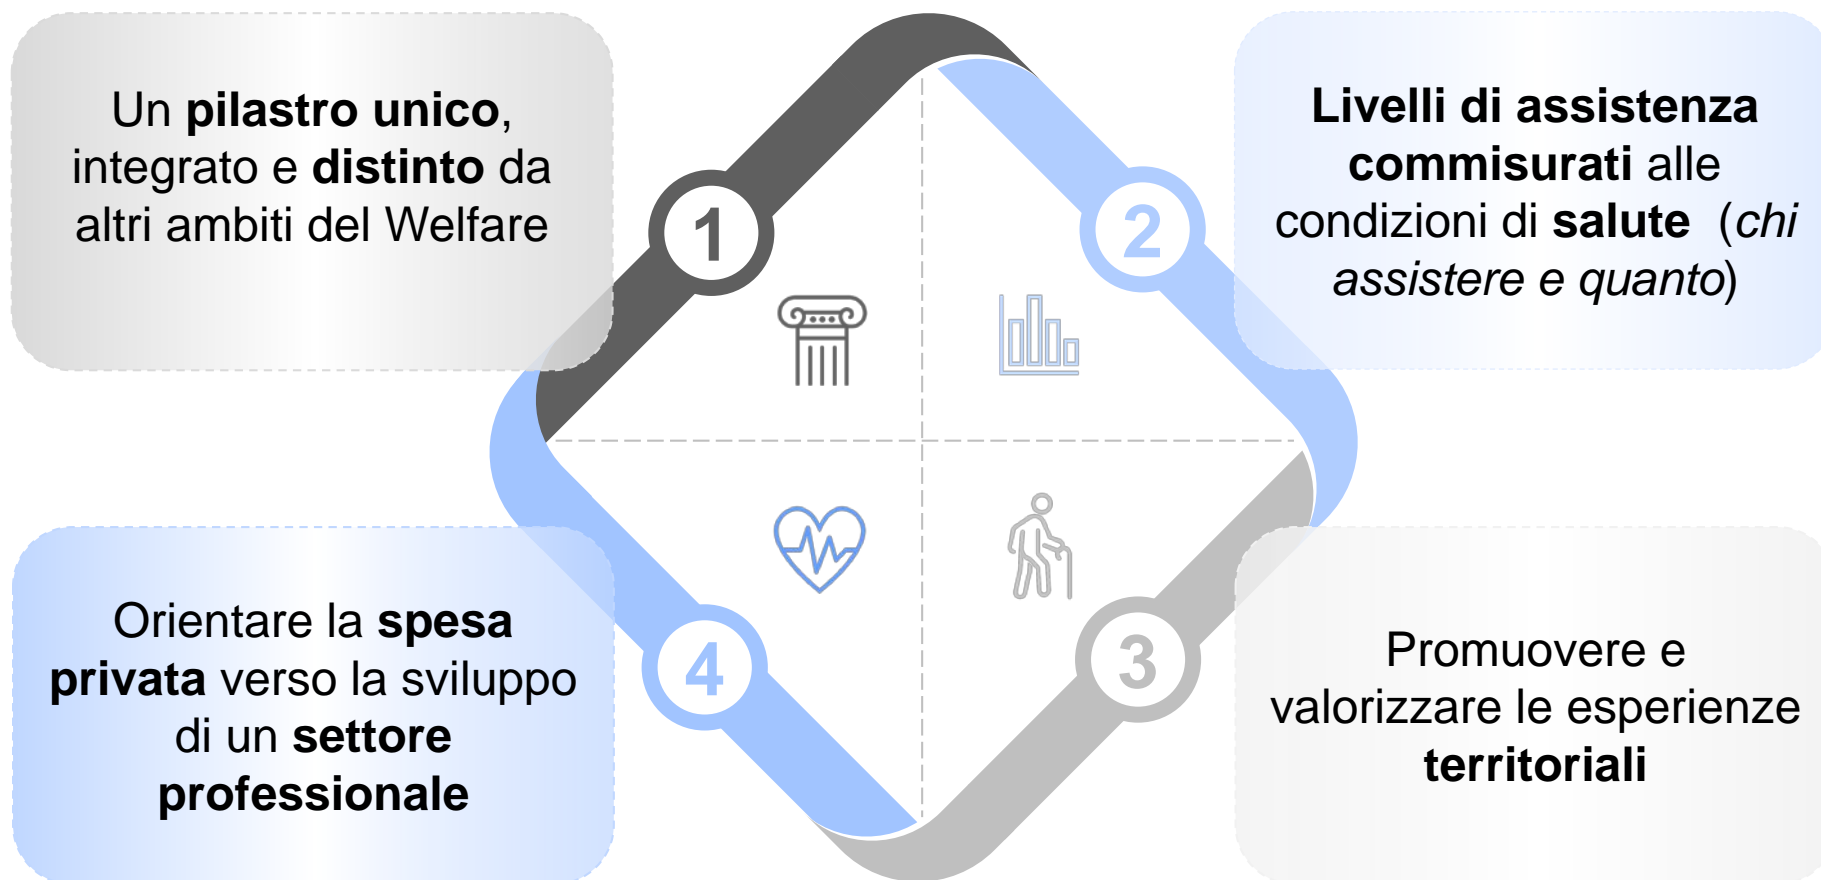 Un pilastro unico,
integrato e distinto da
altri ambiti del Welfare
1
2
Livelli di assistenza
commisurati alle
condizioni di salute (chi
assistere e quanto)
Orientare la spesa
privata verso la sviluppo
di un settore
professionale
4
3
Promuovere e
valorizzare le esperienze
territoriali